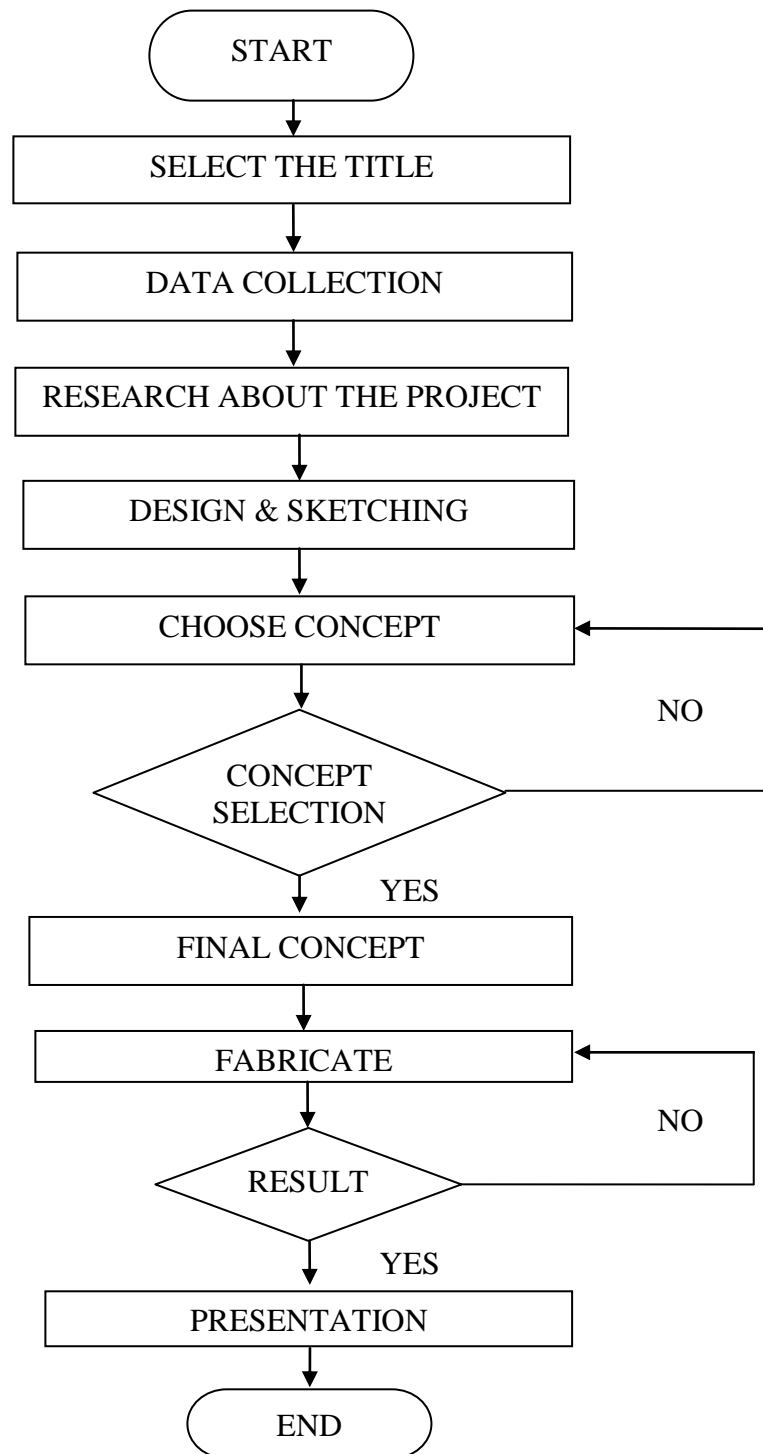 START
SELECT THE TITLE
DATA COLLECTION
RESEARCH ABOUT THE PROJECT
DESIGN & SKETCHING
CHOOSE CONCEPT
NO
CONCEPT
SELECTION
YES
FINAL CONCEPT
FABRICATE
NO
RESULT
YES
PRESENTATION
END